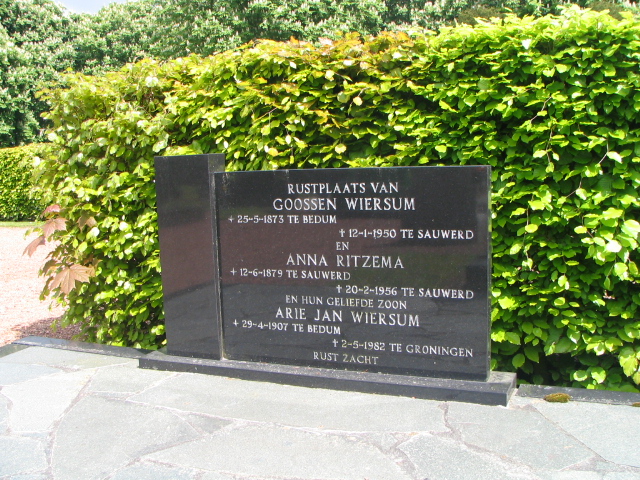 RUSTPLAATS VAN
GOOSSEN WIERSUM
✝ 25-5-1873 TE BEDUM
✝ 12-1-1950 TE SAUWERD
EN
ANNA RITZEMA
✝ 12-6-1879 TE SAUWERD
✝ 20-2-1956 TE SAUWERD
EN HUN GELIEFDE ZOON
ARIE JAN WIERSUM
✝ 29-4-1907 TE BEDUM
✝ 2-5-1982 TE GRONINGEN
RUST ZACHT